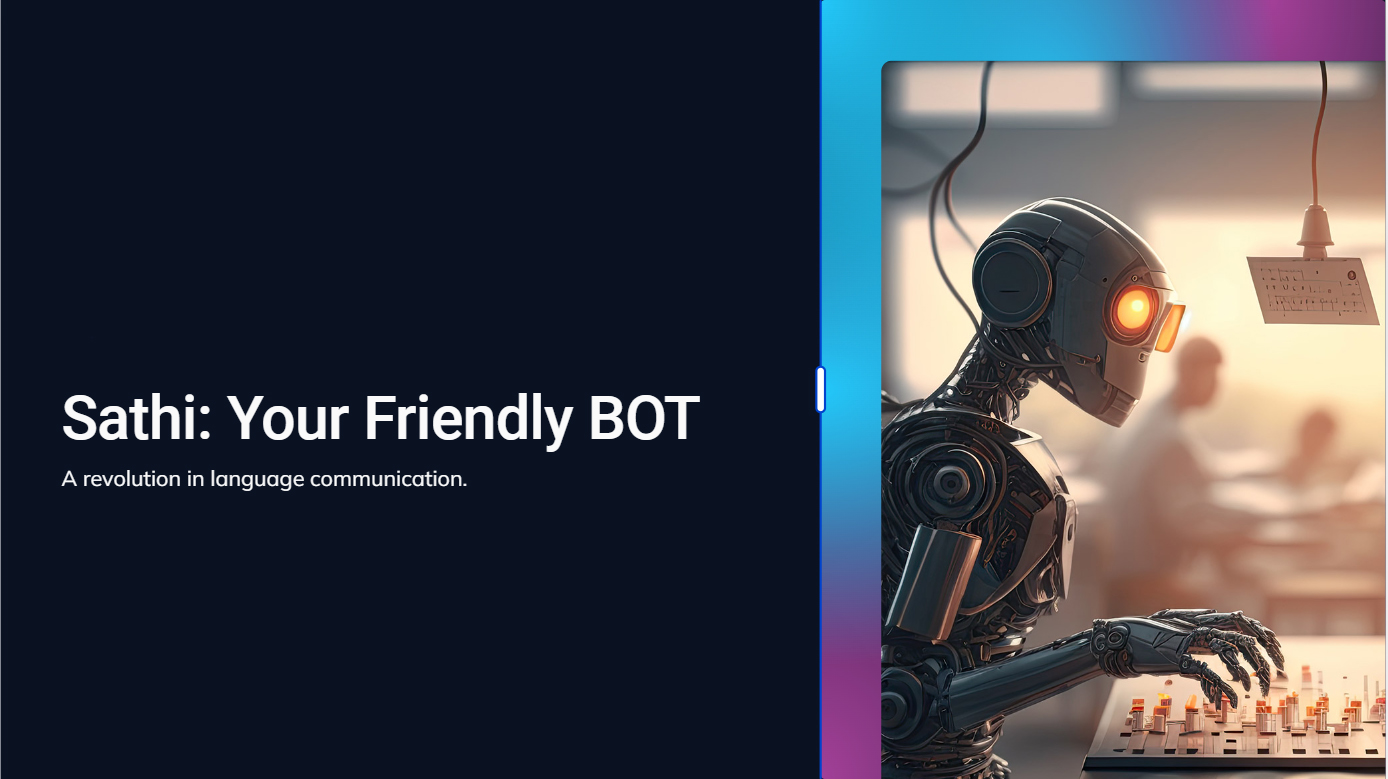 Sathi: Your Friendly BOT
A revolution in language communication.